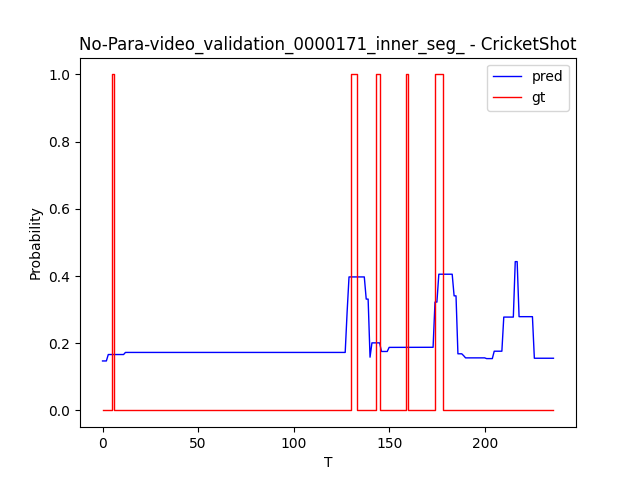 No-Para-video_validation_0000171_inner_seg_ - CricketShot
pred
gt
1.0
0.8
0.6
0.4
0.2
0.0
Probability
0
50
100
150
200
T